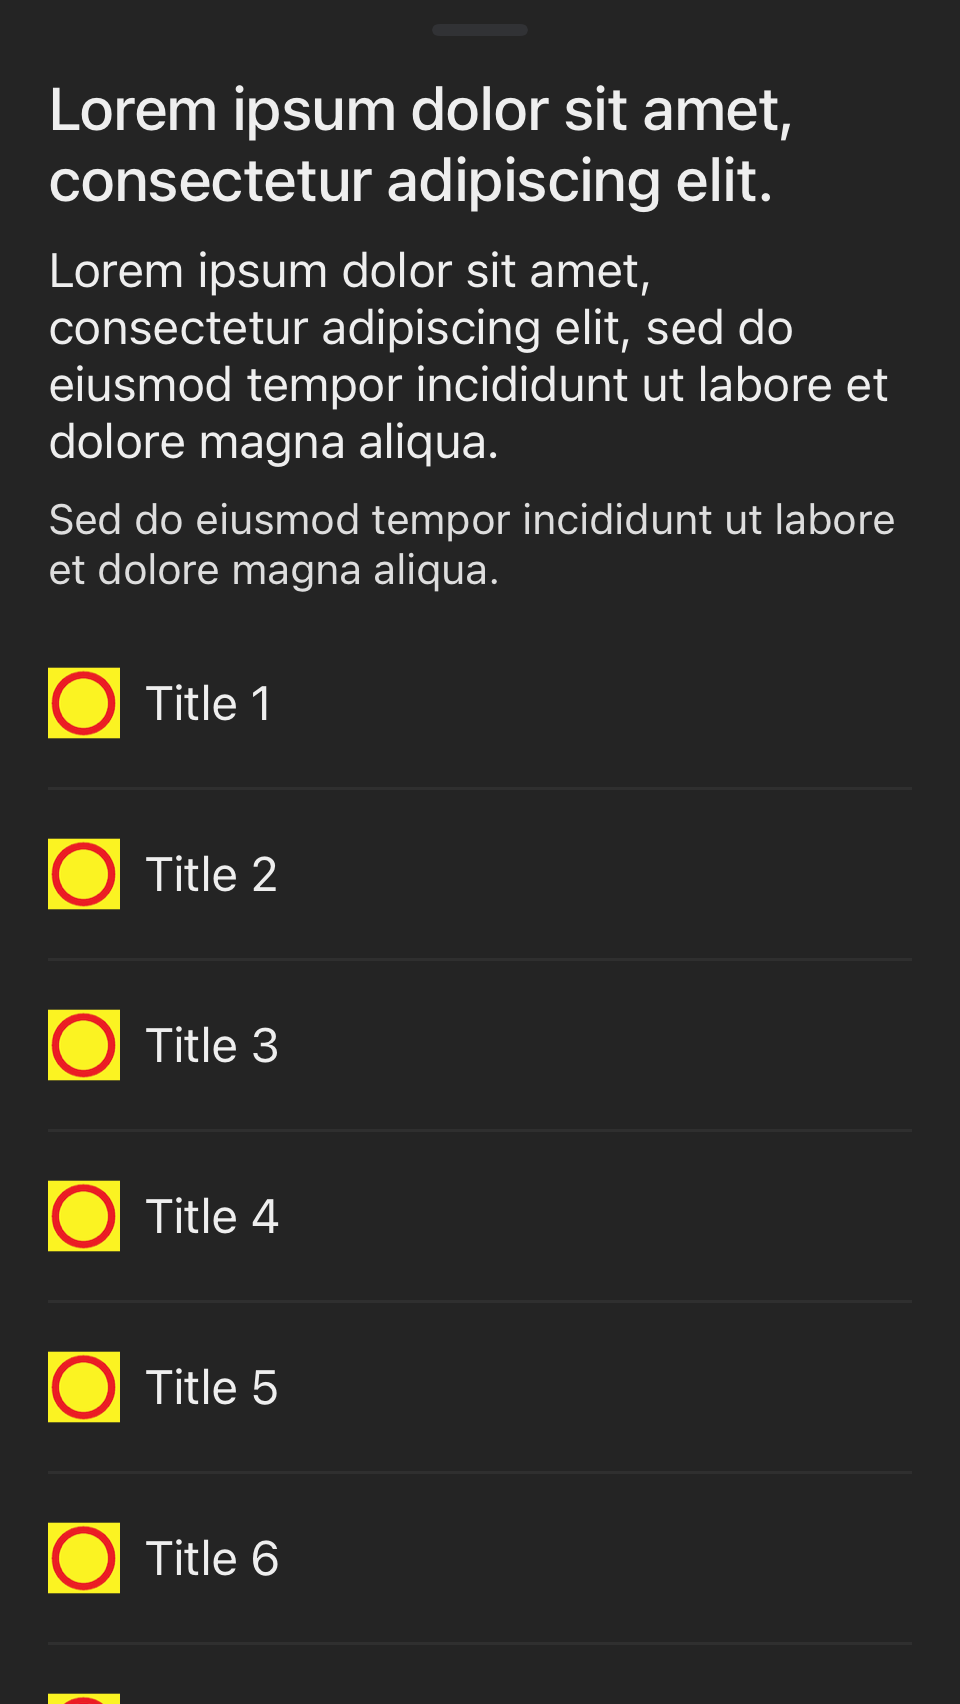 Lorem ipsum dolor sit amet,
consectetur adipiscing elit.
Lorem ipsum dolor sit amet,
consectetur adipiscing elit, sed do
eiusmod tempor incididunt ut labore et
dolore magna aliqua.
Sed do eiusmod tempor incididunt ut labore
et dolore magna aliqua.
Title 1
Title 2
Title 3
Title 4
Title 5
Title 6